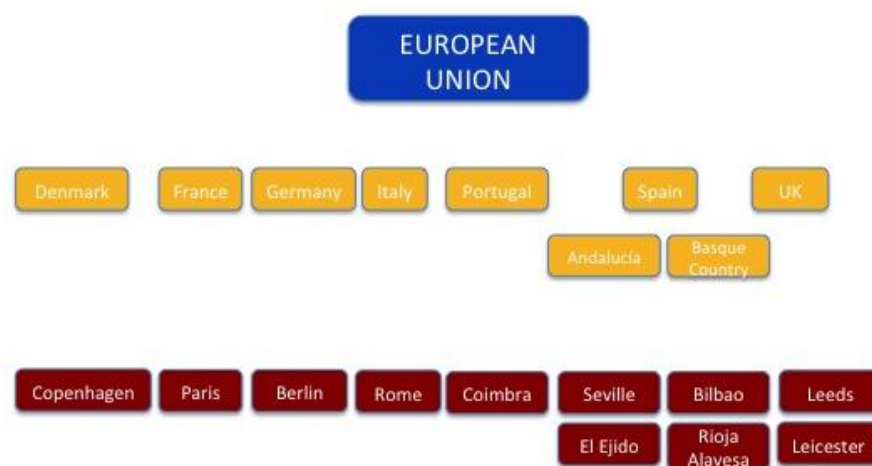 EUROPEAN
UNION
Denmark
France
Germany
Italy
Portugal
Spain
UK
Andalucía
Basque
Country
Copenhagen
Paris
Berlin
Rome
Coimbra
Seville
Bilbao
Leeds
El Ejido
Rioja
Alavesa
Leicester